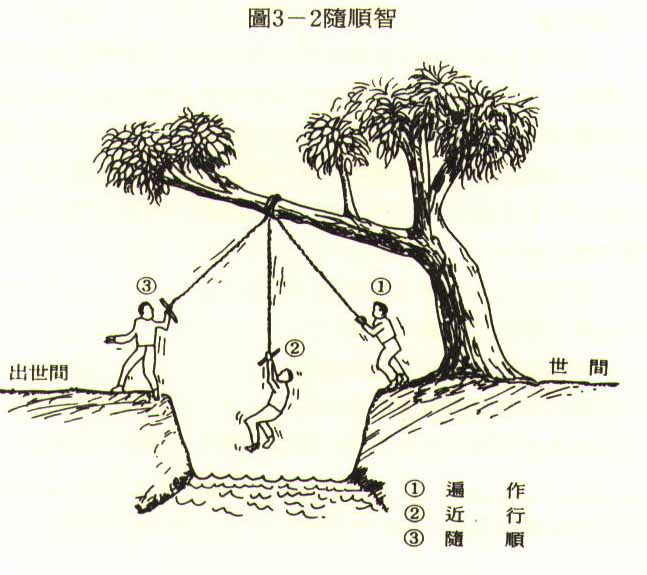 圖3－2隨順智
③
①
②
出世間
世間
① 遍作
② 近行
③ 隨順